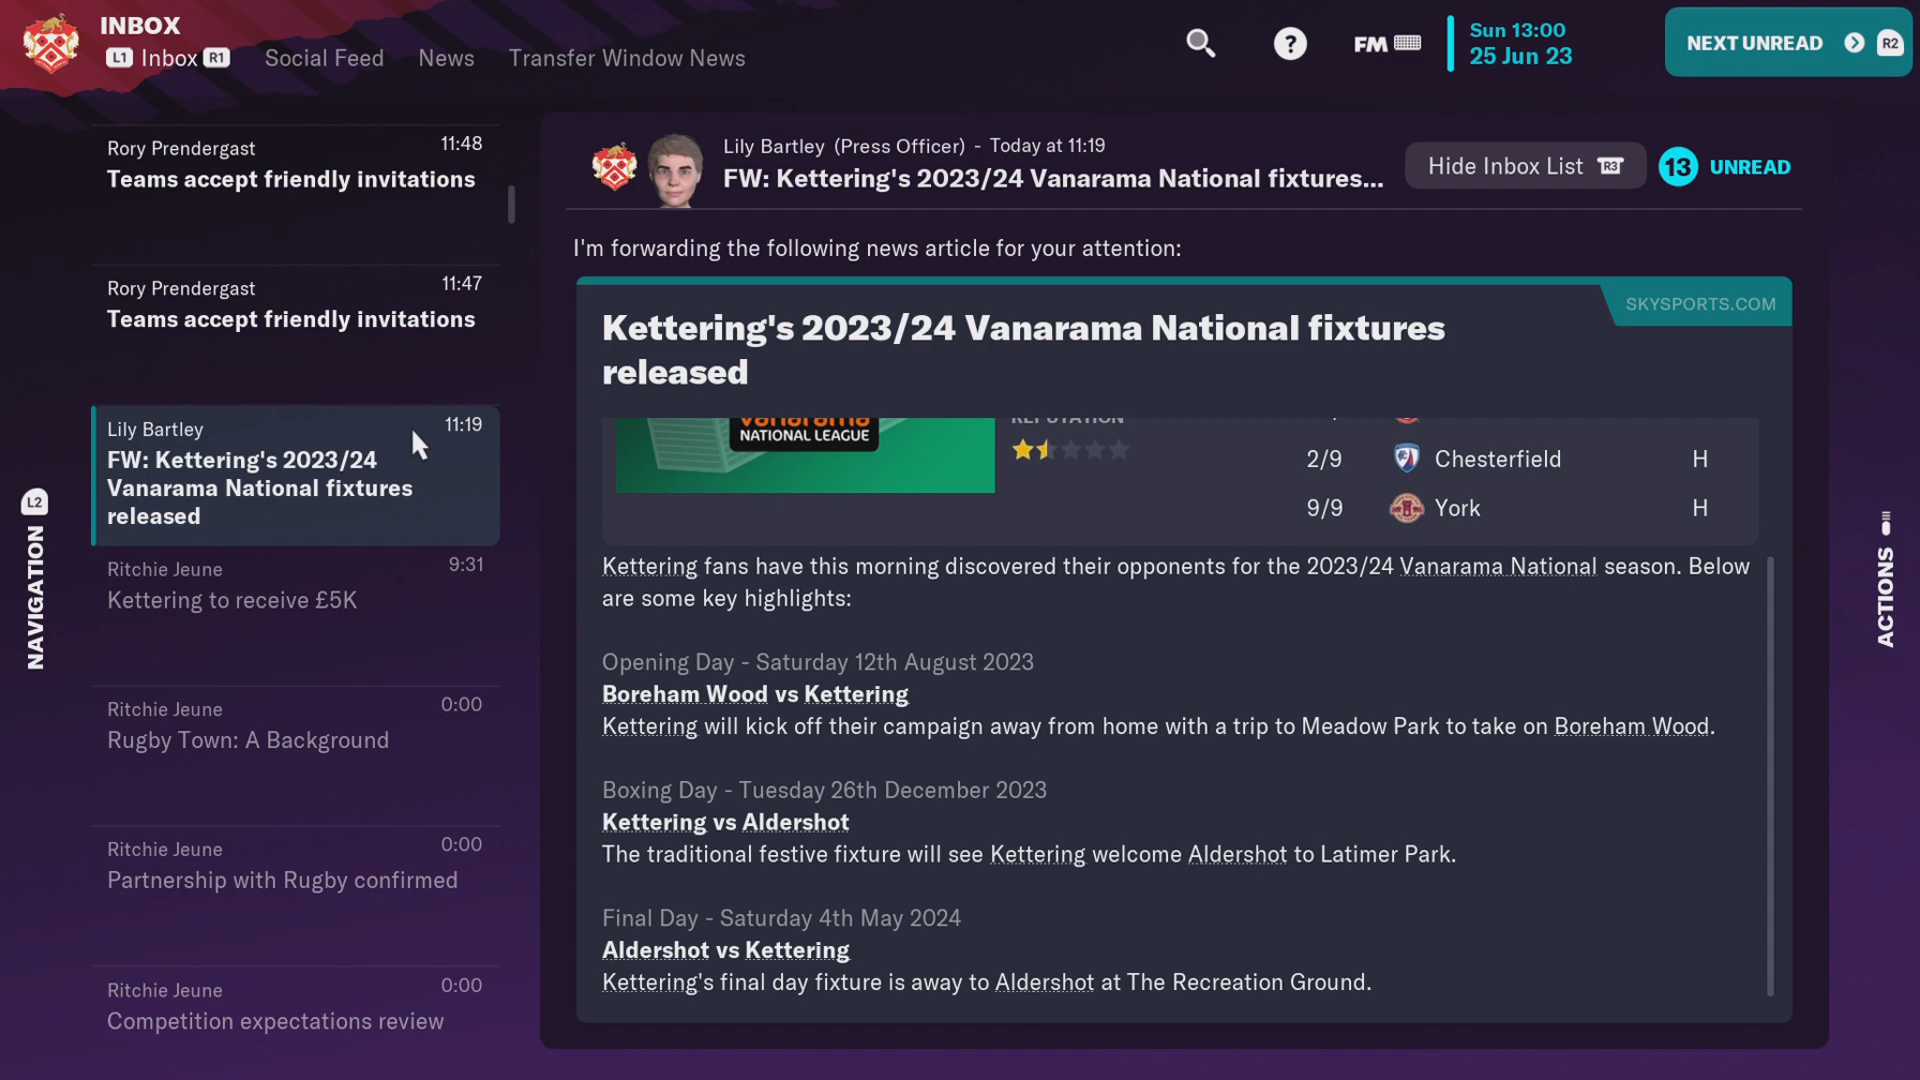 INBOX
L1 Inbox R1 Social Feed News Transfer Window News
FM
Sun 13:00
25 Jun 23
NEXT UNREAD R2
Rory Prendergast 11:48
Teams accept friendly invitations
Rory Prendergast 11:47
Teams accept friendly invitations
Lily Bartley 11:19
FW: Kettering's 2023/24
Vanarama National fixtures
released
Ritchie Jeune 9:31
Kettering to receive £5K
Ritchie Jeune 0:00
Rugby Town: A Background
Ritchie Jeune 0:00
Partnership with Rugby confirmed
Ritchie Jeune 0:00
Competition expectations review
NAVIGATION L2
Lily Bartley (Press Officer) - Today at 11:19
FW: Kettering's 2023/24 Vanarama National fixtures...
Hide Inbox List R3
13 UNREAD
I'm forwarding the following news article for your attention:
SKYSPORTS.COM
Kettering's 2023/24 Vanarama National fixtures
released
vanarama
NATIONAL LEAGUE
REPUTATION
2/9 Chesterfield H
9/9 York H
Kettering fans have this morning discovered their opponents for the 2023/24 Vanarama National season. Below
are some key highlights:
Opening Day - Saturday 12th August 2023
Boreham Wood vs Kettering
Kettering will kick off their campaign away from home with a trip to Meadow Park to take on Boreham Wood.
Boxing Day - Tuesday 26th December 2023
Kettering vs Aldershot
The traditional festive fixture will see Kettering welcome Aldershot to Latimer Park.
Final Day - Saturday 4th May 2024
Aldershot vs Kettering
Kettering's final day fixture is away to Aldershot at The Recreation Ground.
ACTIONS